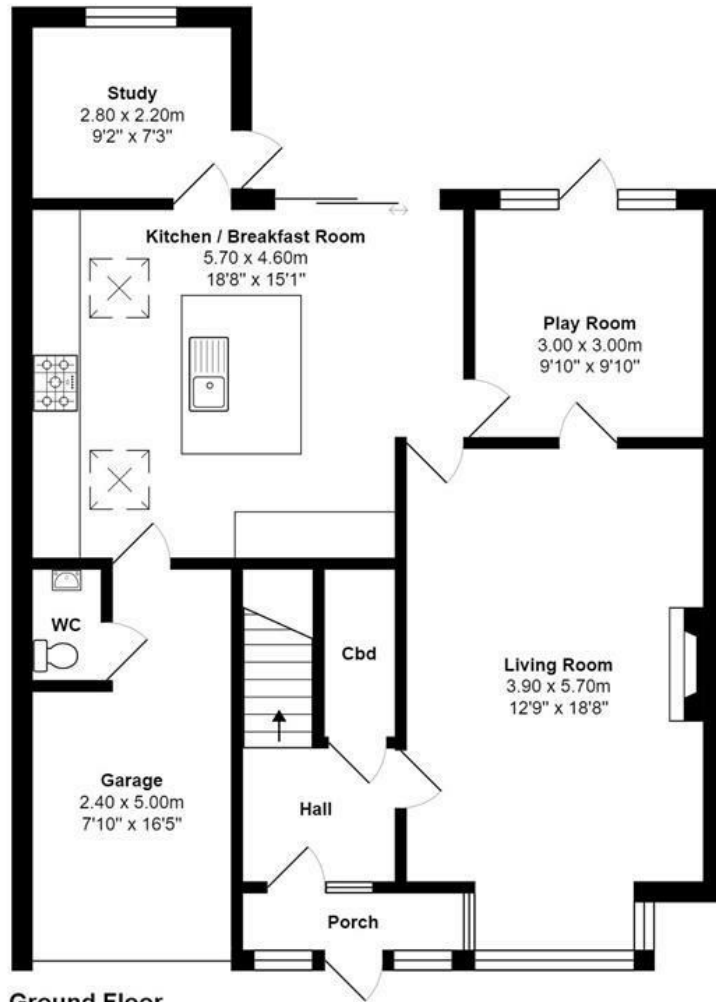 Study
2.80 x 2.20m
9'2" x 7'3"
Kitchen / Breakfast Room
5.70 x 4.60m
18'8" x 15'1"
Play Room
3.00 x 3.00m
9'10" x 9'10"
WC
Cbd
Living Room
3.90 x 5.70m
12'9" x 18'8"
Garage
2.40 x 5.00m
7'10" x 16'5"
Hall
Porch
Ground Floor